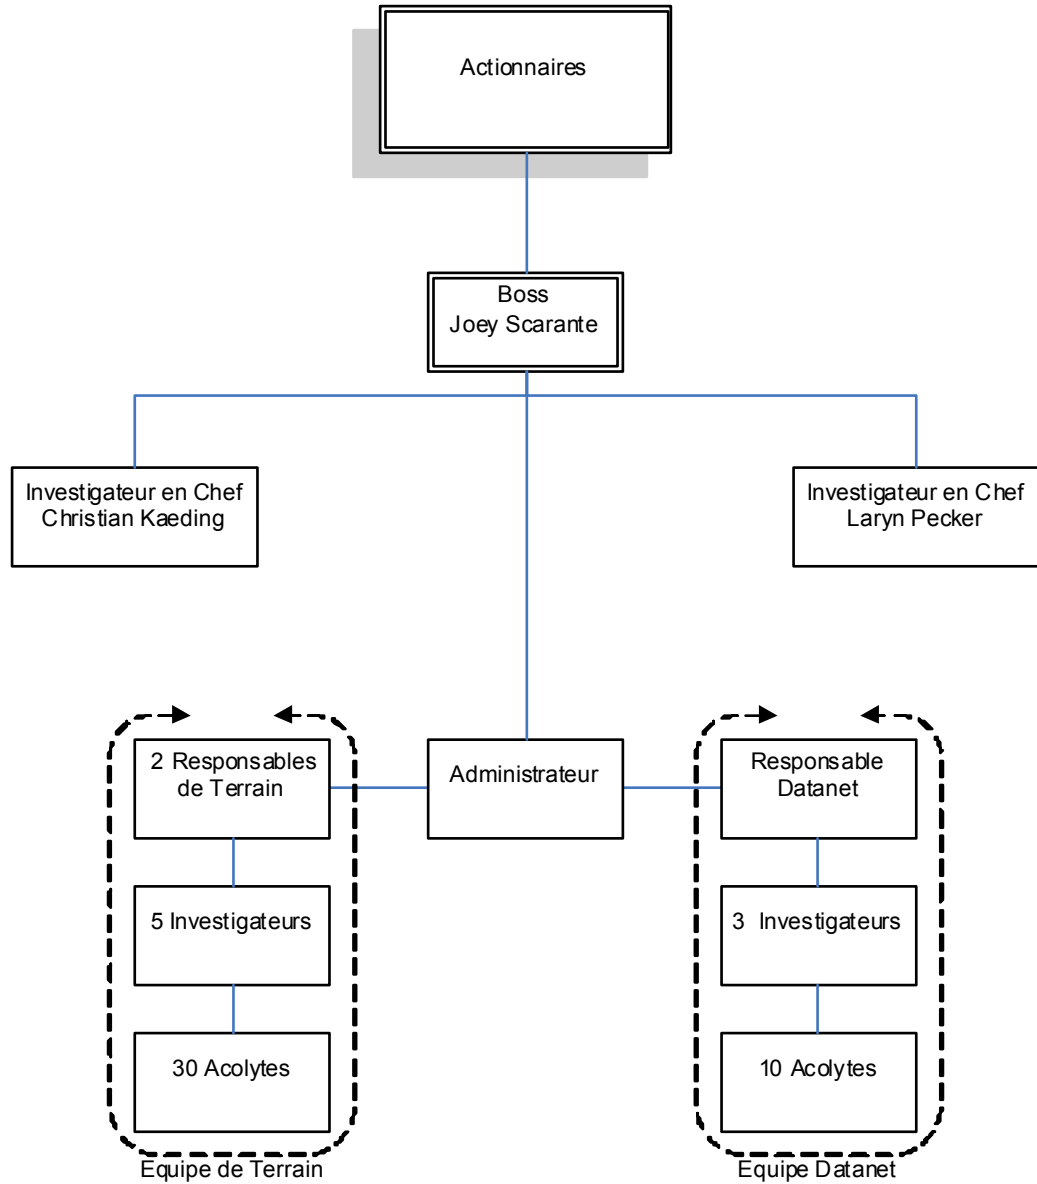 Actionnaires
Boss
Joey Scarante
Investigateur en Chef
Christian Kaeding
Investigateur en Chef
Laryn Pecker
2 Responsables
de Terrain
Administrateur
Responsable
Datanet
5 Investigateurs
3 Investigateurs
30 Acolytes
10 Acolytes
Equipe de Terrain
Equipe Datanet